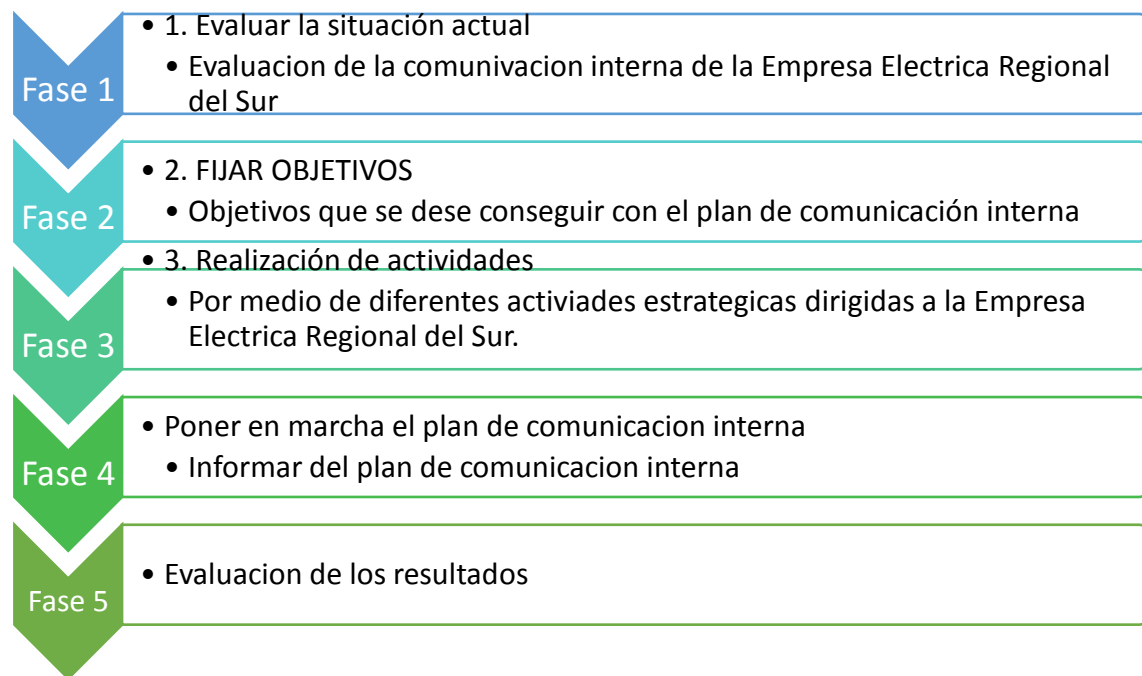 Fase 1
• 1. Evaluar la situación actual
• Evaluacion de la comunivacion interna de la Empresa Electrica Regional
del Sur
Fase 2
• 2. FIJAR OBJETIVOS
• Objetivos que se dese conseguir con el plan de comunicación interna
Fase 3
• 3. Realización de actividades
• Por medio de diferentes activiades estrategicas dirigidas a la Empresa
Electrica Regional del Sur.
Fase 4
• Poner en marcha el plan de comunicacion interna
• Informar del plan de comunicacion interna
Fase 5
• Evaluacion de los resultados